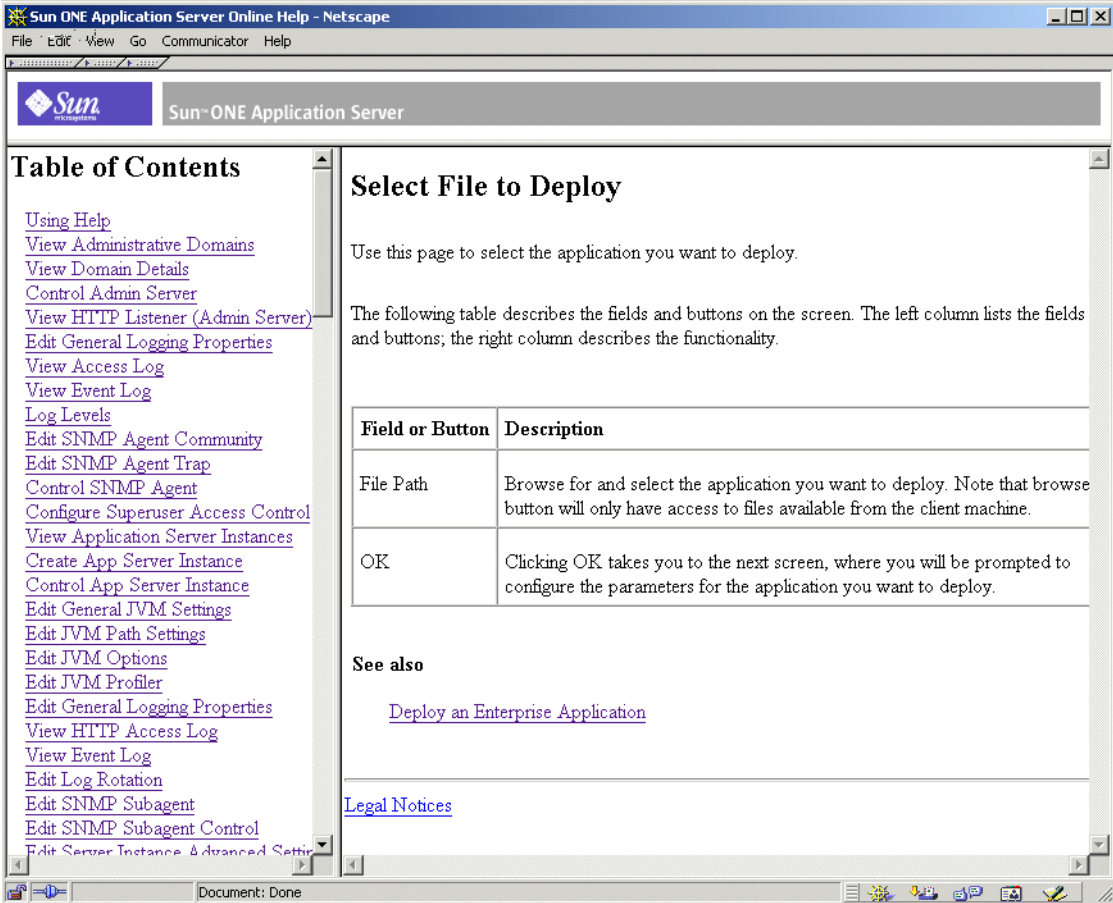 Sun ONE Application Server Online Help - Netscape
File Edit View Go Communicator Help
Sun
microsystems
Sun™ ONE Application Server
Table of Contents
Using Help
View Administrative Domains
View Domain Details
Control Admin Server
View HTTP Listener (Admin Server)
Edit General Logging Properties
View Access Log
View Event Log
Log Levels
Edit SNMP Agent Community
Edit SNMP Agent Trap
Control SNMP Agent
Configure Superuser Access Control
View Application Server Instances
Create App Server Instance
Control App Server Instance
Edit General JVM Settings
Edit JVM Path Settings
Edit JVM Options
Edit JVM Profiler
Edit General Logging Properties
View HTTP Access Log
View Event Log
Edit Log Rotation
Edit SNMP Subagent
Edit SNMP Subagent Control
Edit Server Instance Advanced Settin
Select File to Deploy
Use this page to select the application you want to deploy.
The following table describes the fields and buttons on the screen. The left column lists the fields
and buttons; the right column describes the functionality.
Field or Button Description
File Path Browse for and select the application you want to deploy. Note that browse
button will only have access to files available from the client machine.
OK Clicking OK takes you to the next screen, where you will be prompted to
configure the parameters for the application you want to deploy.
See also
Deploy an Enterprise Application
Legal Notices
Document: Done